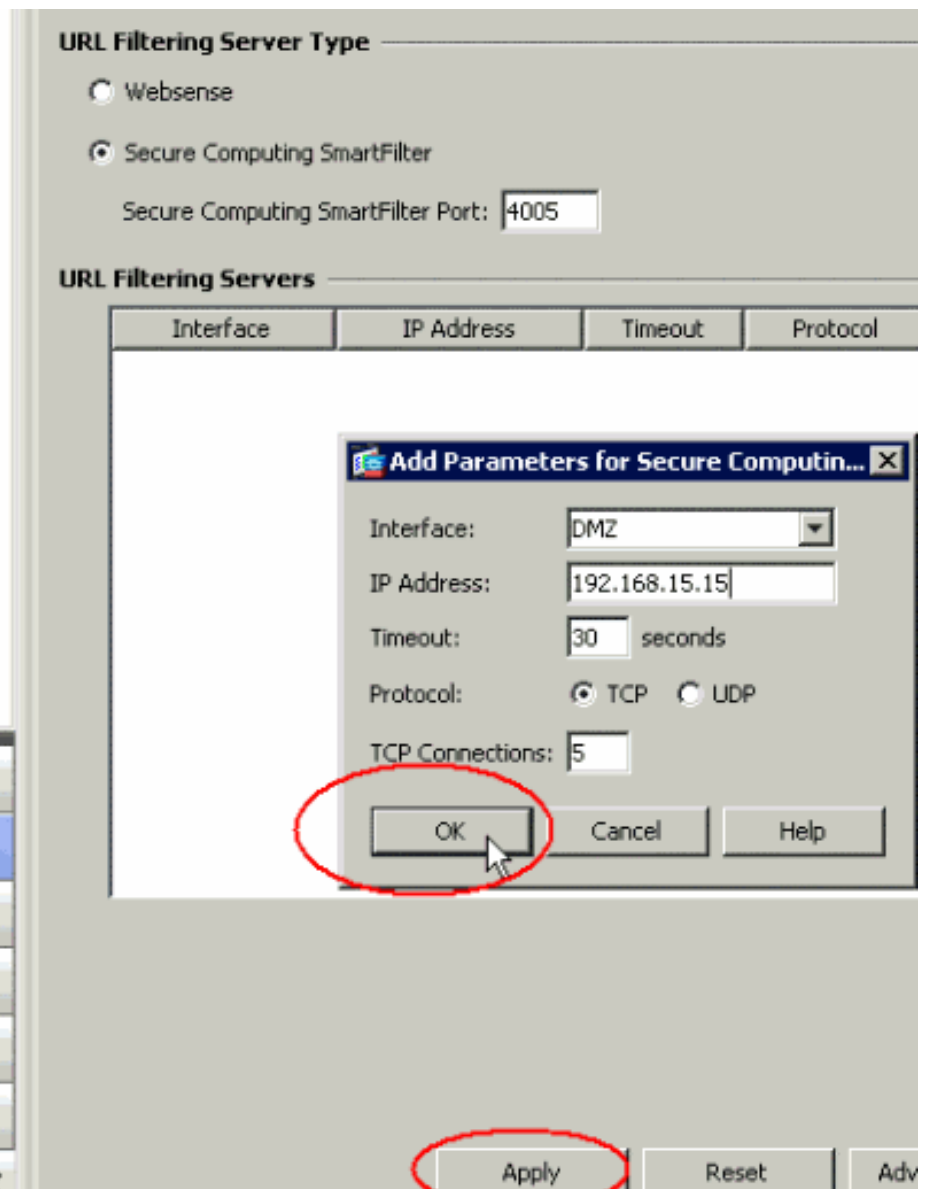 URL Filtering Server Type
Websense
Secure Computing SmartFilter
Secure Computing SmartFilter Port: 4005
URL Filtering Servers
Interface IP Address Timeout Protocol
Add Parameters for Secure Computin...
Interface: DMZ
IP Address: 192.168.15.15
Timeout: 30 seconds
Protocol: TCP UDP
TCP Connections: 5
OK Cancel Help
Apply Reset Adv